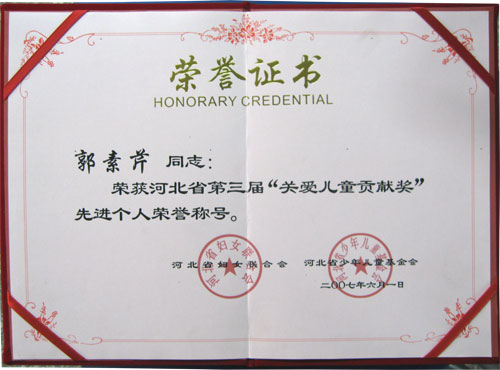 荣誉证书
HONORARY CREDENTIAL
郭素芹 同志:
荣获河北省第三届“关爱儿童贡献奖”
先进个人荣誉称号。
河北省妇女联合会 河北省少年儿童基金会
二〇〇七年六月一日